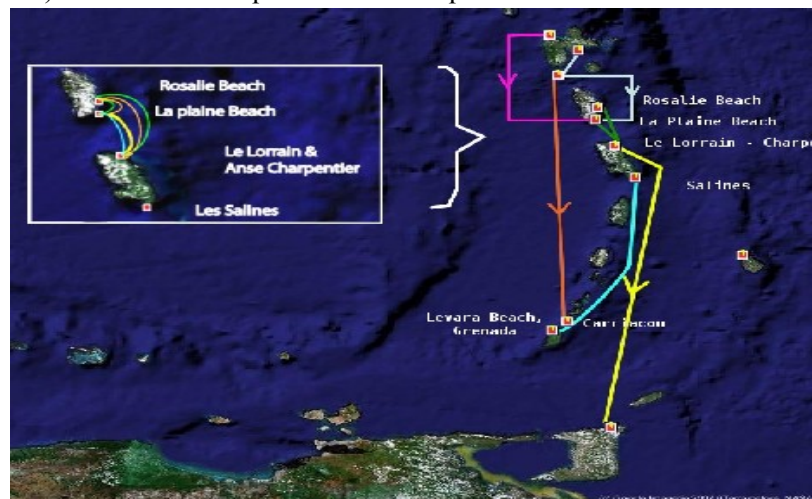 Rosalie Beach
La plaine Beach
Le Lorrain &
Anse Charpentier
Les Salines
Rosalie Beach
La Plaine Beach
Le Lorrain - Charpe
Salines
Levara Beach,
Grenada
Carriacou